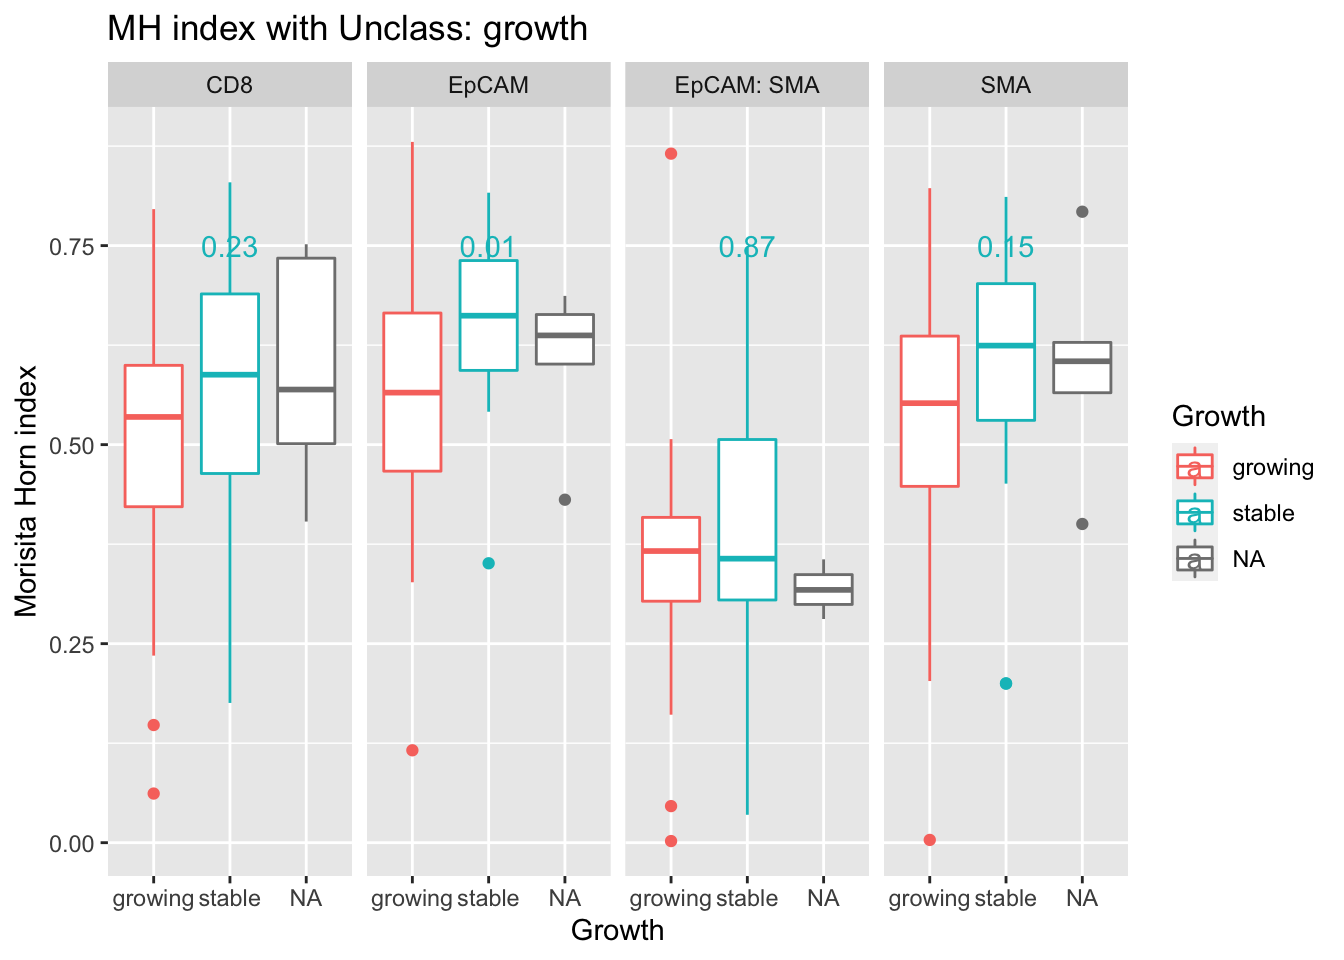 MH index with Unclass: growth
CD8 EpCAM EpCAM: SMA SMA
0.75
0.50
0.25
0.00
0.23 0.01 0.87 0.15
growing stable NA growing stable NA growing stable NA growing stable NA
Growth
Morisita Horn index
Growth
a growing
a stable
a NA